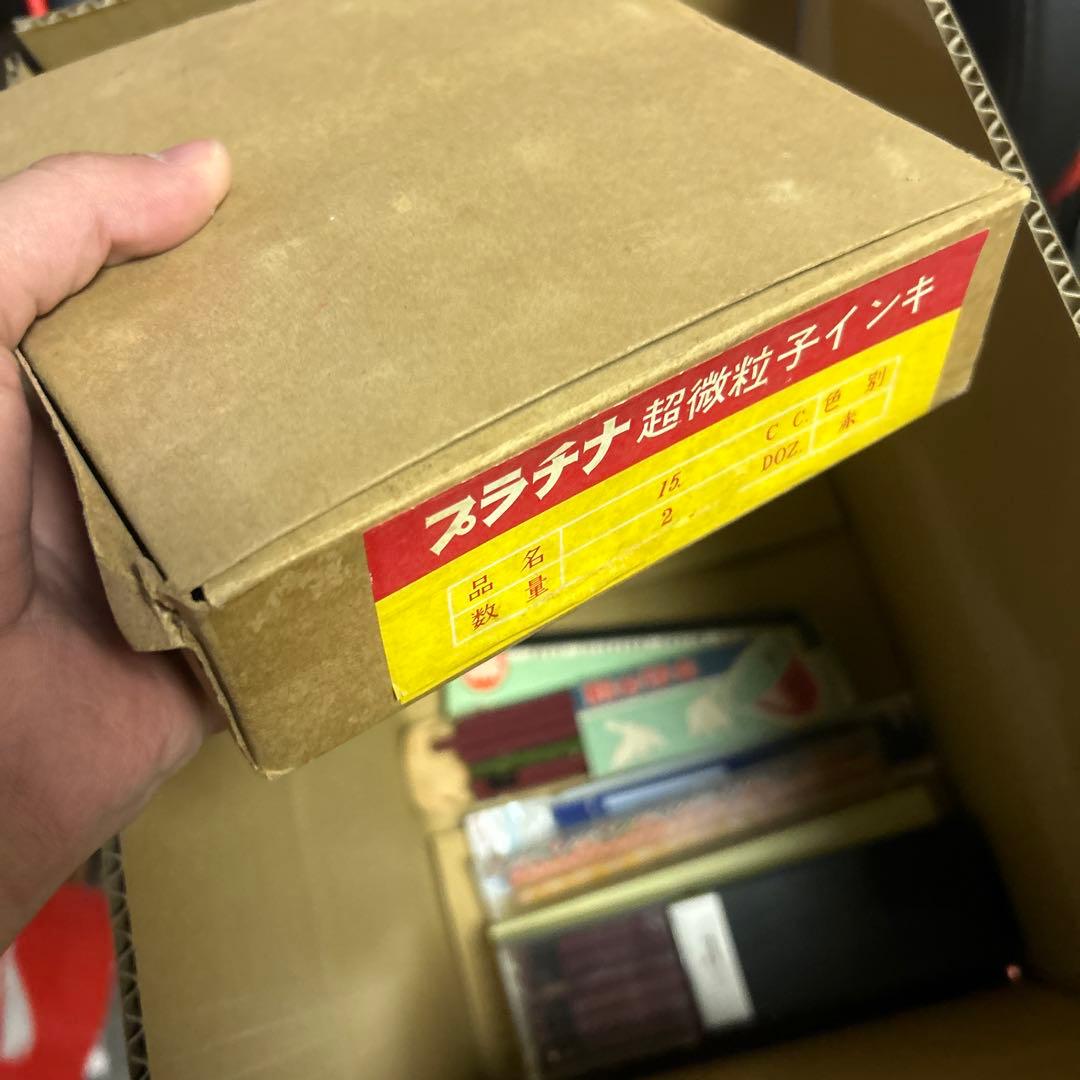 プラチナ超微粒子インキ
品名 15. C C. 色別
数量 2 . DOZ. 赤